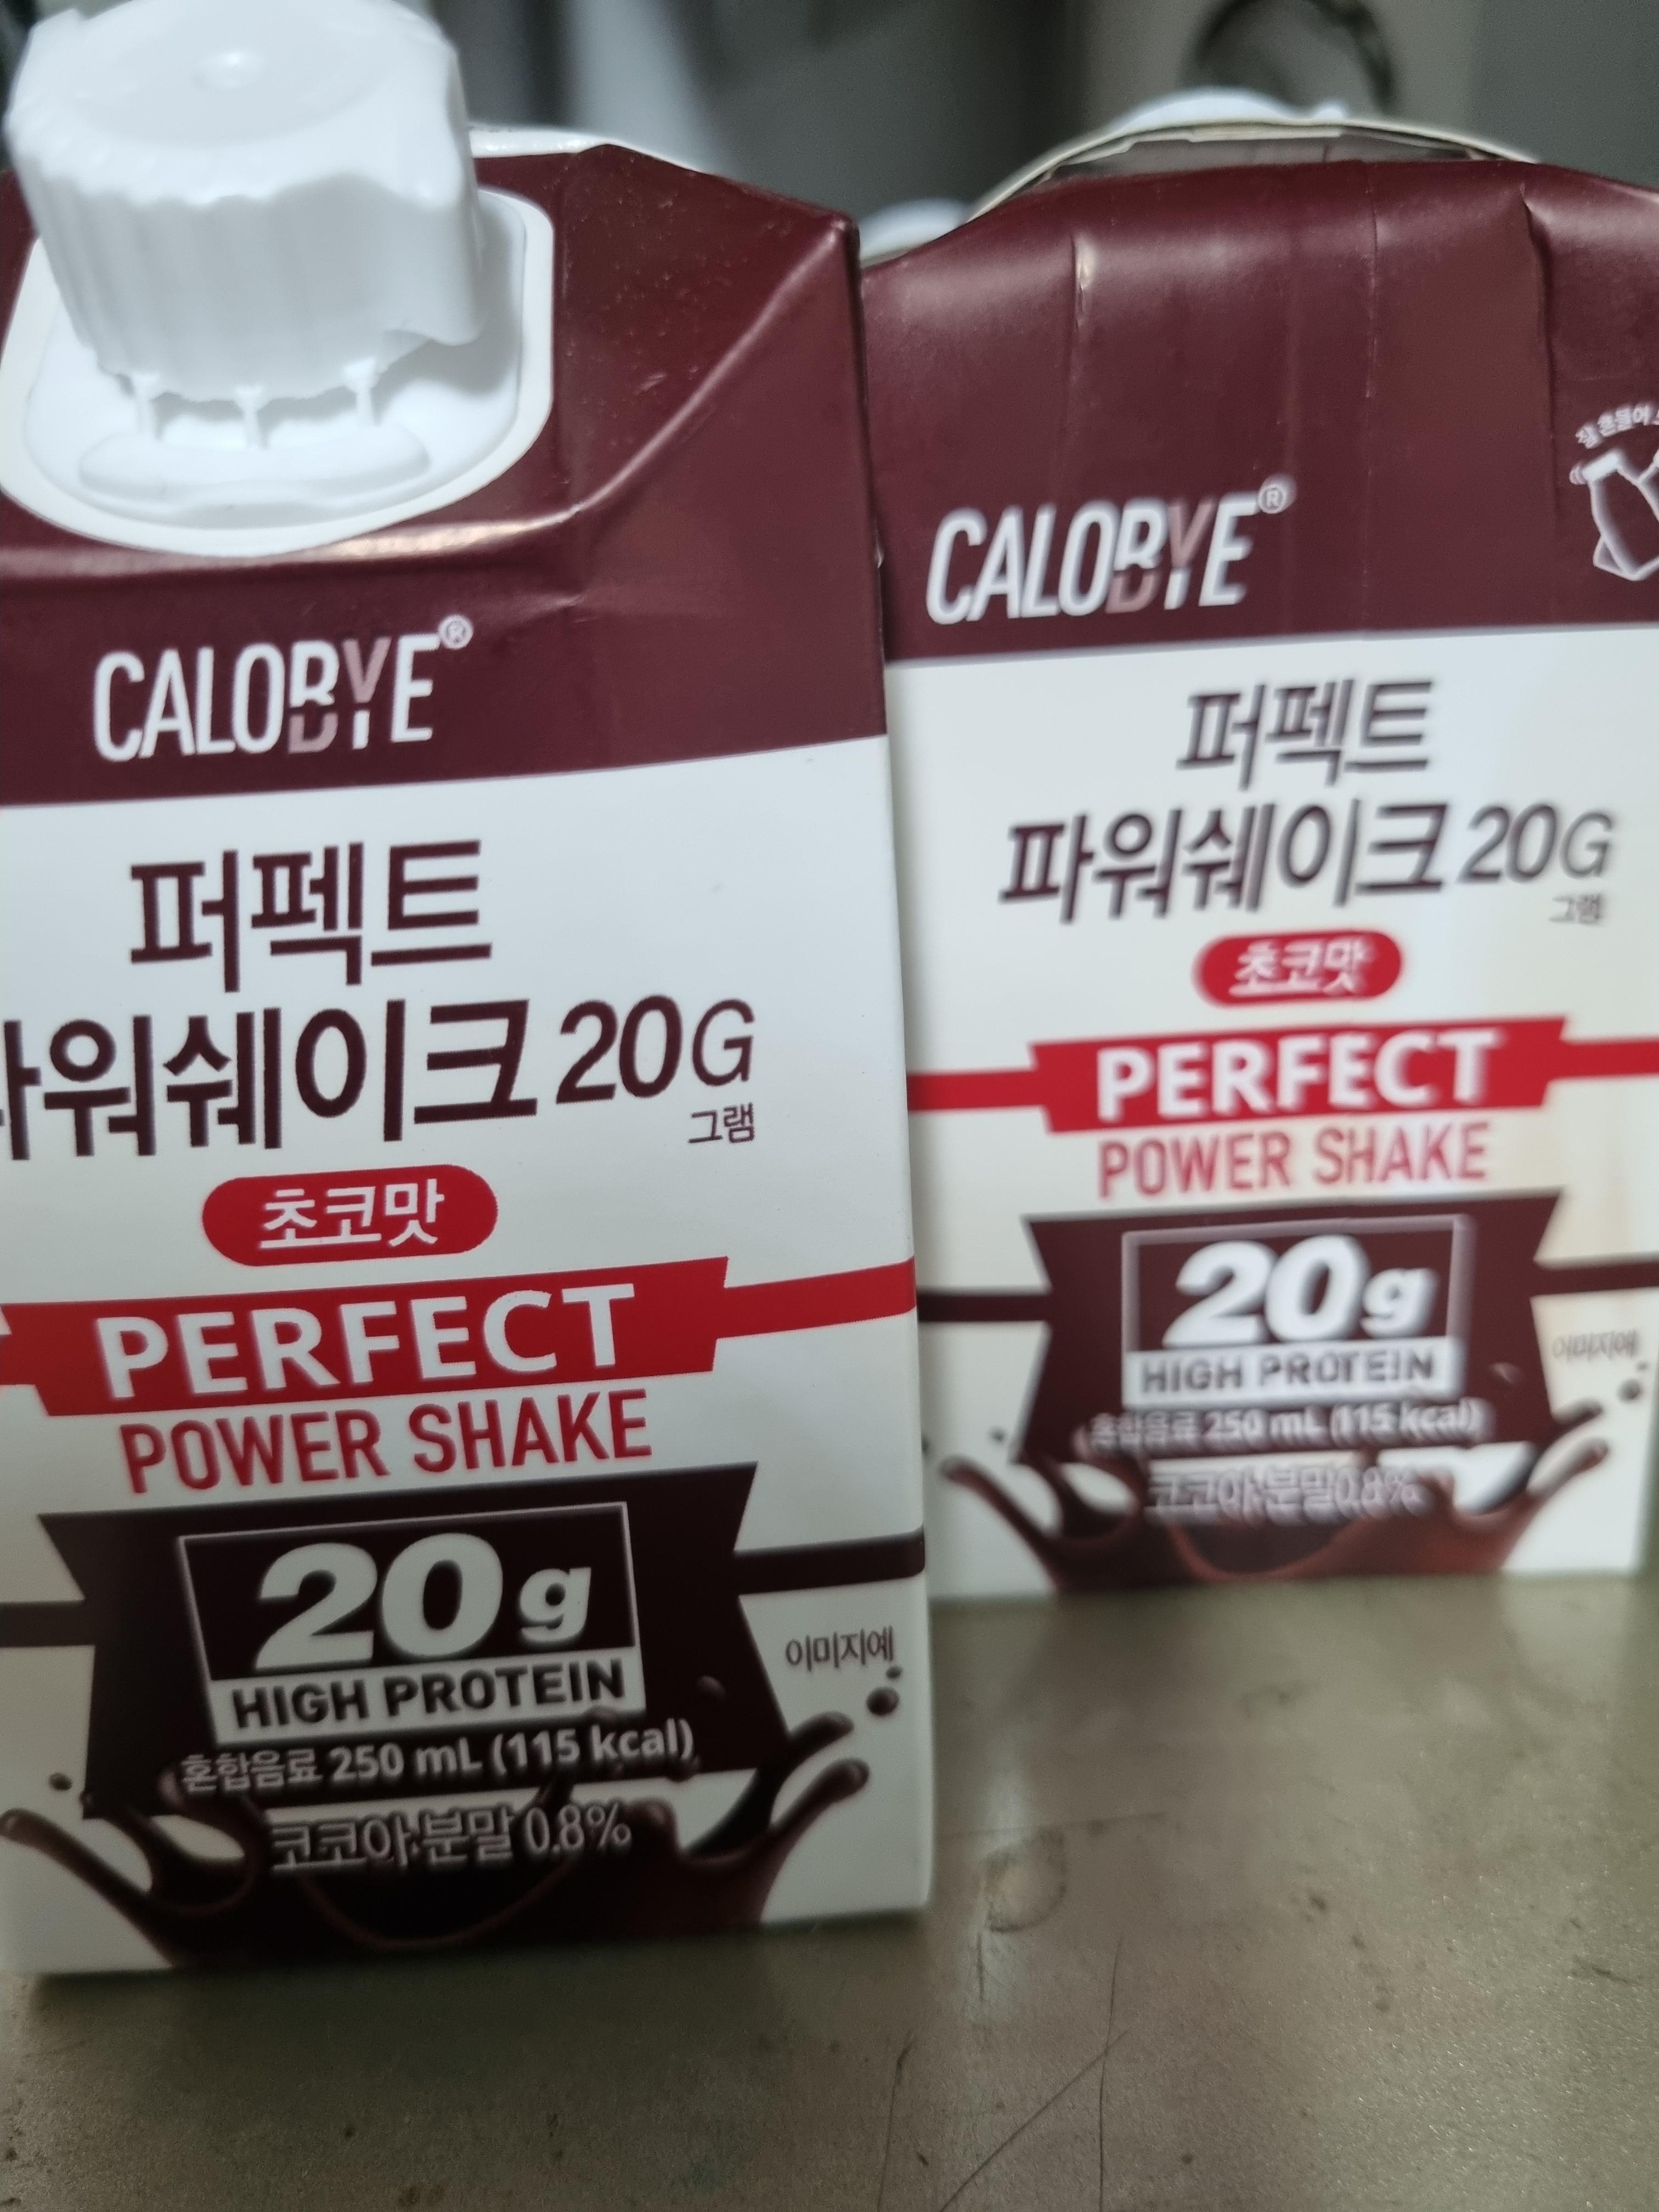 CALOBYE®
퍼펙트
파워쉐이크 20G
그램
초코맛
PERFECT
POWER SHAKE
20g
HIGH PROTEIN
혼합음료 250 mL (115 kcal)
코코아분말 0.8%
이미지예
잘 흔들어
CALOBYE®
퍼펙트
파워쉐이크 20G
그램
초코맛
PERFECT
POWER SHAKE
20g
HIGH PROTEIN
혼합음료 250 mL (115 kcal)
코코아분말 0.8%
이미지예